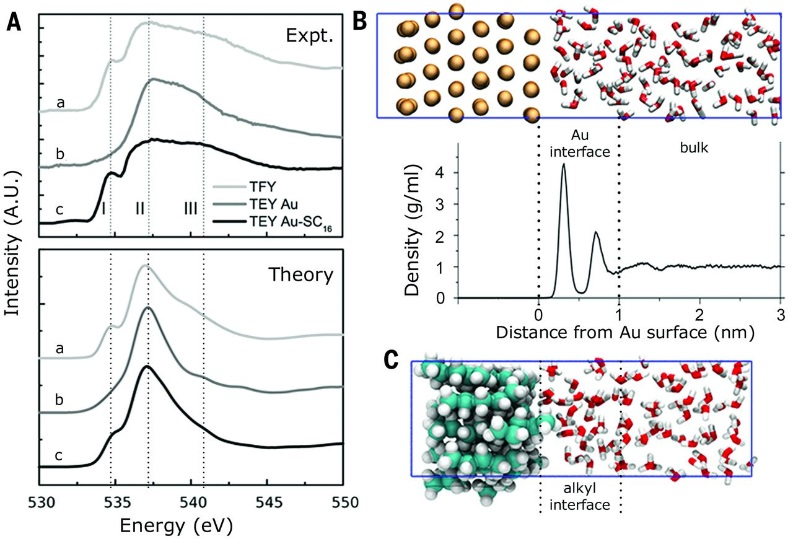 A
Expt.
a
b
c
I
II
III
TFY
TEY Au
TEY Au-SC16
Theory
a
b
c
Intensity (A.U.)
530
535
540
545
550
Energy (eV)
B
Au
interface
bulk
Density (g/ml)
5
4
3
2
1
0
0
1
2
3
Distance from Au surface (nm)
C
alkyl
interface